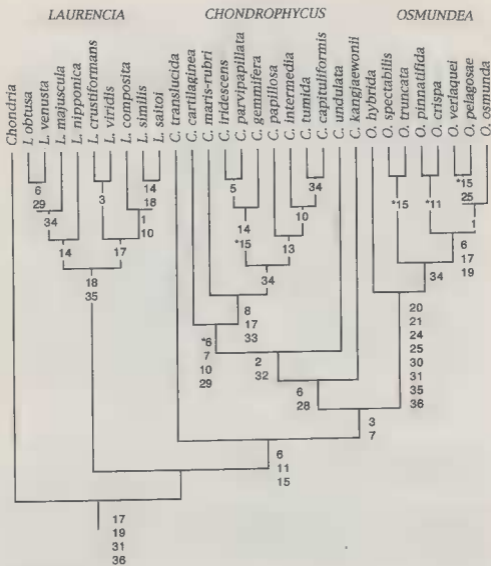 LAURENCIA
CHONDROPHYCUS
OSMUNDEA
Chondria
L. obtusa
L. venusta
L. majuscula
L. nipponica
L. crustiformans
L. viridis
L. composita
L. similis
L. saitoi
C. translucida
C. cartilaginea
C. maris-rubri
C. iridescens
C. parvipapillata
C. gemmifera
C. papillosa
C. intermedia
C. tumida
C. capituliformis
C. undulata
C. kangjaewonii
O. hybrida
O. spectabilis
O. truncata
O. pinnatifida
O. crispa
O. verlaquei
O. pelagosae
O. osmunda
6
29
34
14
3
14
18
1
10
17
18
35
5
14
*15
34
10
13
34
8
17
33
*6
7
10
29
2
32
6
28
*15
*11
*15
25
1
6
17
19
34
20
21
24
25
30
31
35
36
3
7
6
11
15
17
19
31
36